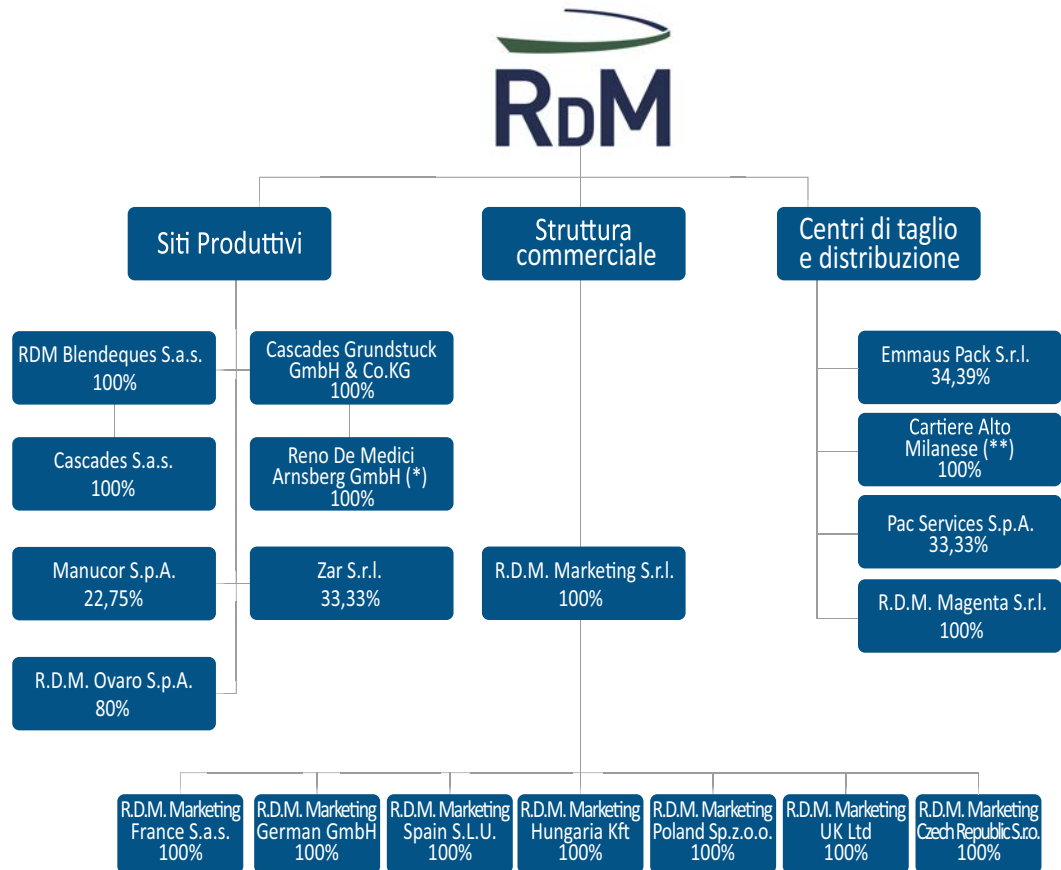 RDM
Siti Produttivi
Struttura
commerciale
Centri di taglio
e distribuzione
RDM Blendeques S.a.s.
100%
Cascades Grundstuck
GmbH & Co.KG
100%
Cascades S.a.s.
100%
Reno De Medici
Arnsberg GmbH (*)
100%
Manucor S.p.A.
22,75%
Zar S.r.l.
33,33%
R.D.M. Ovaro S.p.A.
80%
R.D.M. Marketing S.r.l.
100%
Emmaus Pack S.r.l.
34,39%
Cartiere Alto
Milanese (**)
100%
Pac Services S.p.A.
33,33%
R.D.M. Magenta S.r.l.
100%
R.D.M. Marketing
France S.a.s.
100%
R.D.M. Marketing
German GmbH
100%
R.D.M. Marketing
Spain S.L.U.
100%
R.D.M. Marketing
Hungaria Kft
100%
R.D.M. Marketing
Poland Sp.z.o.o.
100%
R.D.M. Marketing
UK Ltd
100%
R.D.M. Marketing
Czech Republic S.r.o.
100%